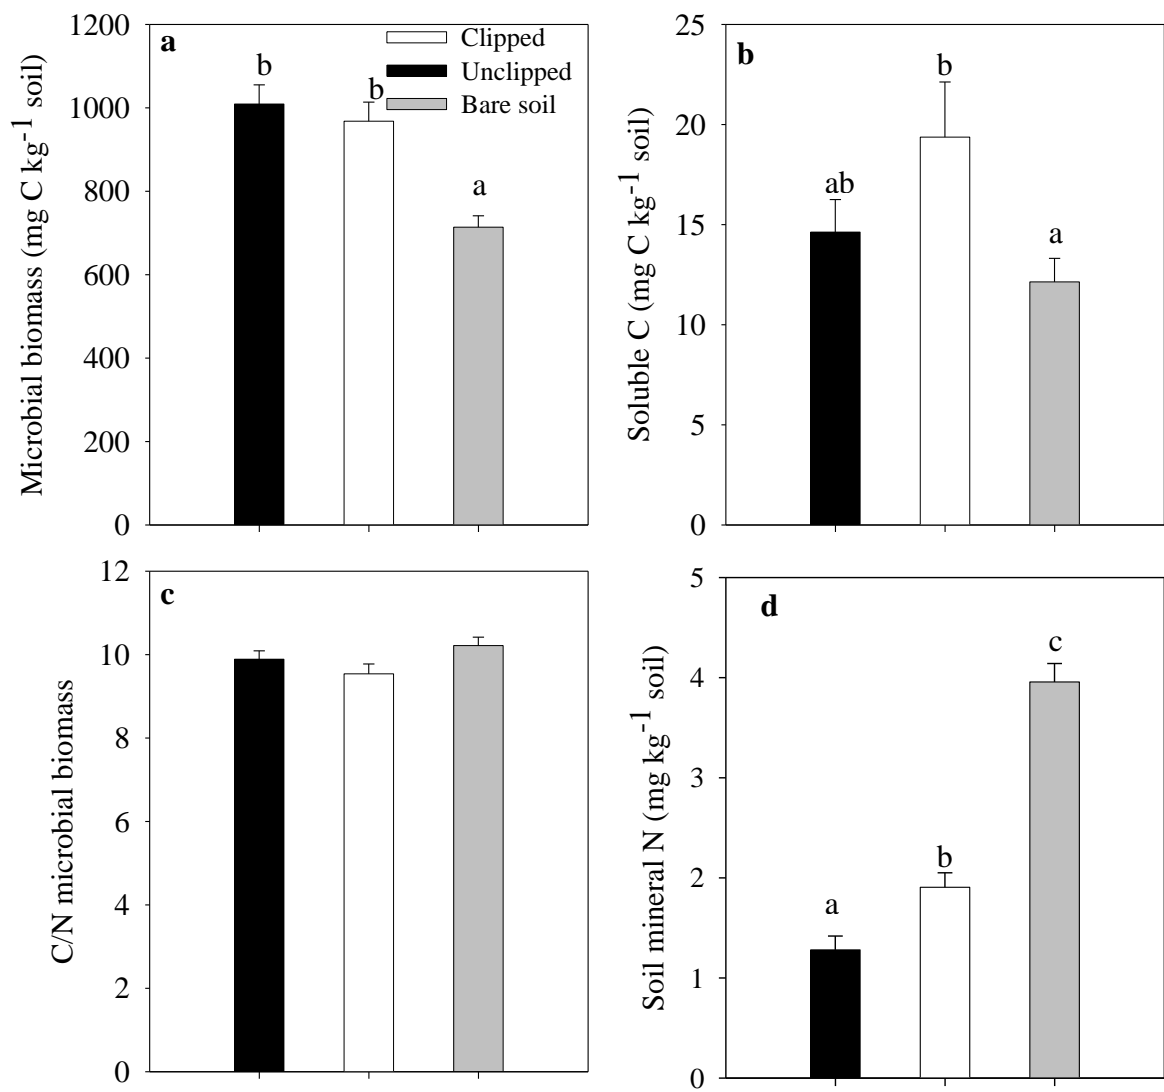 a
Clipped
Unclipped
Bare soil
b
b
a
1200
1000
800
600
400
200
0
Microbial biomass (mg C kg⁻¹ soil)
b
ab
b
a
25
20
15
10
5
0
Soluble C (mg C kg⁻¹ soil)
c
12
10
8
6
4
2
0
C/N microbial biomass
d
a
b
c
5
4
3
2
1
0
Soil mineral N (mg kg⁻¹ soil)